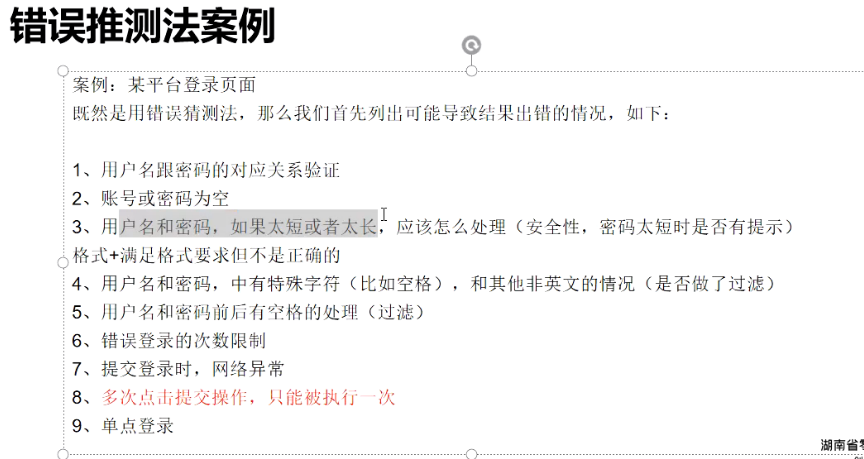 错误推测法案例
案例：某平台登录页面
既然是用错误猜测法，那么我们首先列出可能导致结果出错的情况，如下：
1、用户名跟密码的对应关系验证
2、账号或密码为空
3、用户名和密码，如果太短或者太长，应该怎么处理（安全性，密码太短时是否有提示）
格式+满足格式要求但不是正确的
4、用户名和密码，中有特殊字符（比如空格），和其他非英文的情况（是否做了过滤）
5、用户名和密码前后有空格的处理（过滤）
6、错误登录的次数限制
7、提交登录时，网络异常
8、多次点击提交操作，只能被执行一次
9、单点登录
湖南省